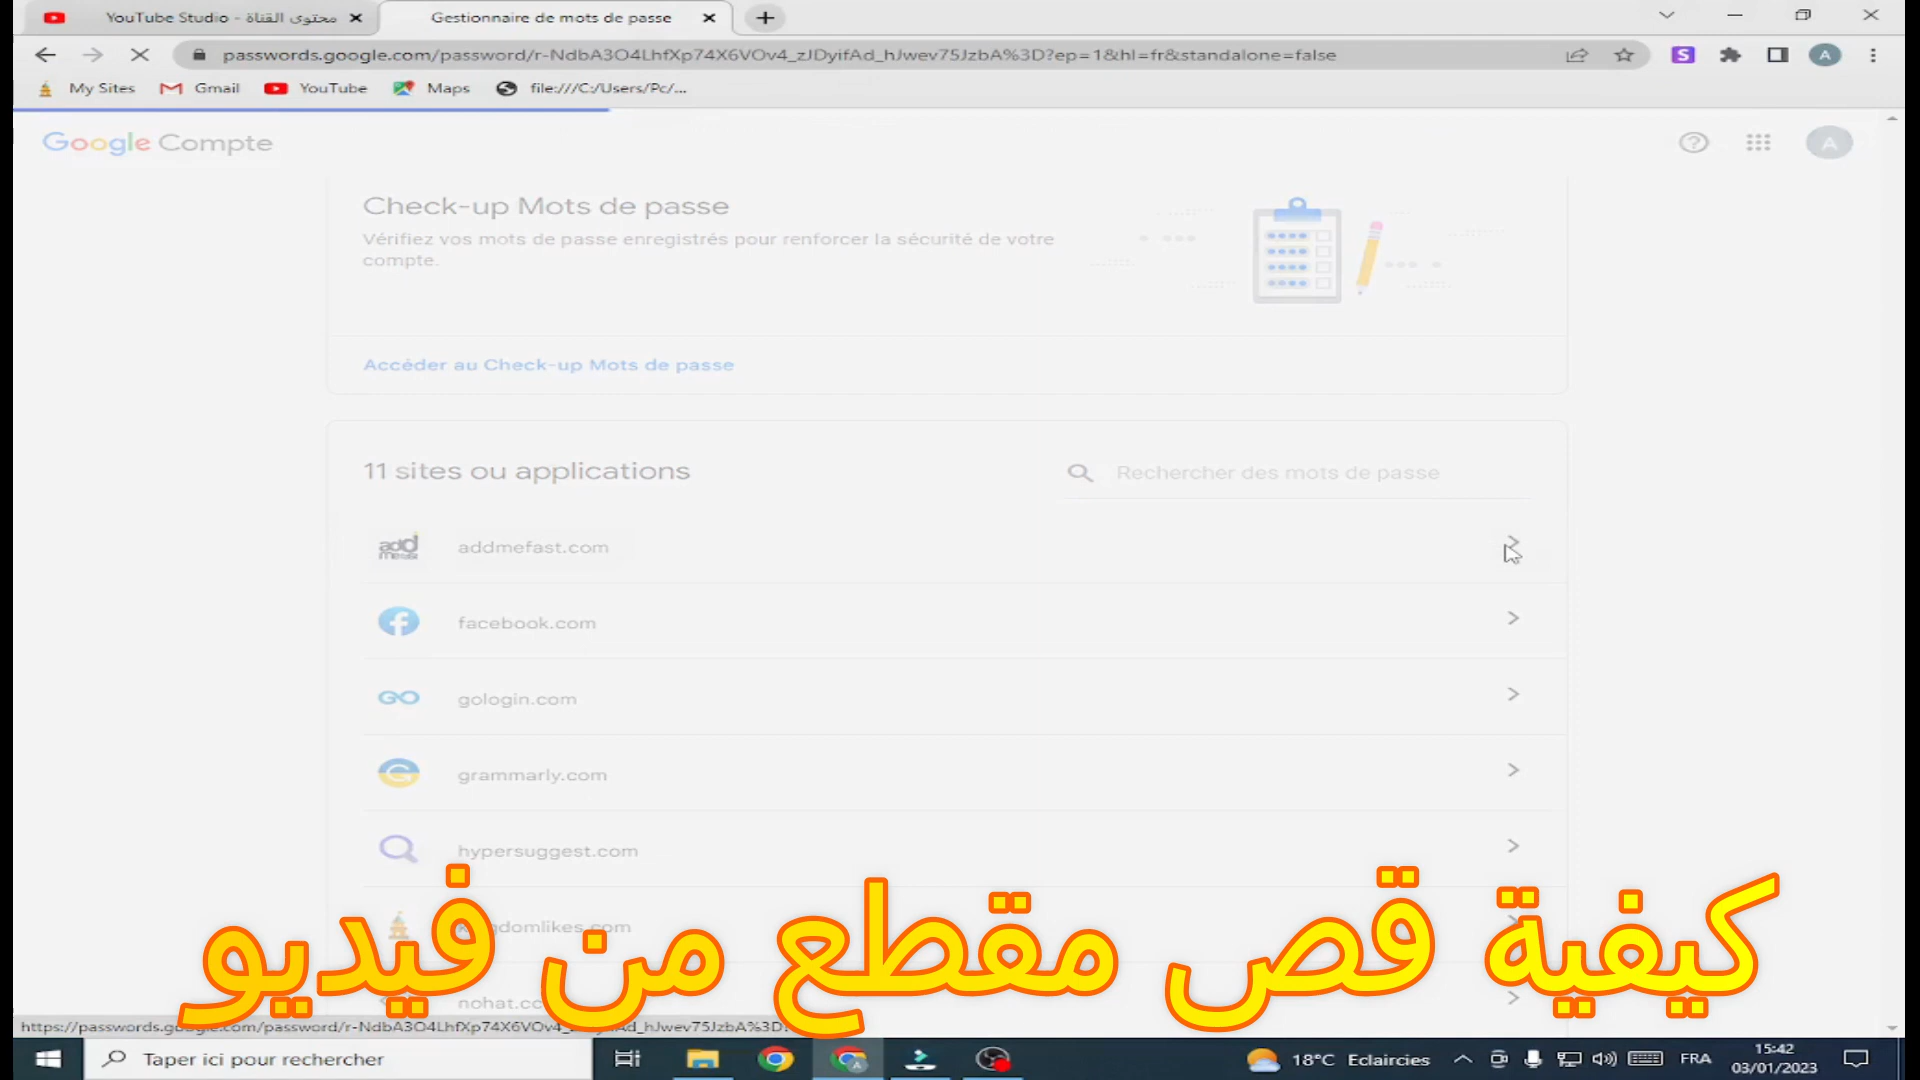 YouTube Studio - محتوى القناة
Gestionnaire de mots de passe
passwords.google.com/password/r-NdbA3O4LhfXp74X6VOv4_zJDyifAd_hJwev75JzbA%3D?ep=1&hl=fr&standalone=false
S
A
My Sites
Gmail
YouTube
Maps
file:///C:/Users/Pc/...
Google Compte
A
Check-up Mots de passe
Vérifiez vos mots de passe enregistrés pour renforcer la sécurité de votre
compte.
Accéder au Check-up Mots de passe
11 sites ou applications
Rechercher des mots de passe
addmefast.com
facebook.com
gologin.com
grammarly.com
hypersuggest.com
كيفية قص مقطع من فيديو
Taper ici pour rechercher
18°C Eclaircies
FRA
15:42
03/01/2023